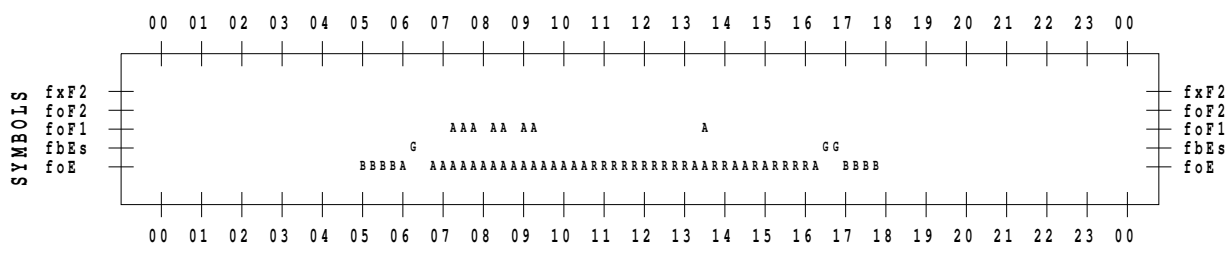 00 01 02 03 04 05 06 07 08 09 10 11 12 13 14 15 16 17 18 19 20 21 22 23 00
SYMBOLS
fxF2 fxF2
foF2 foF2
foF1 AAA AA AA A foF1
fbEs G GG fbEs
foE BBBBA AAAAAAAAAAAAAAAARRRRRRRRRRAARRAARARRRRR BBBB foE
00 01 02 03 04 05 06 07 08 09 10 11 12 13 14 15 16 17 18 19 20 21 22 23 00